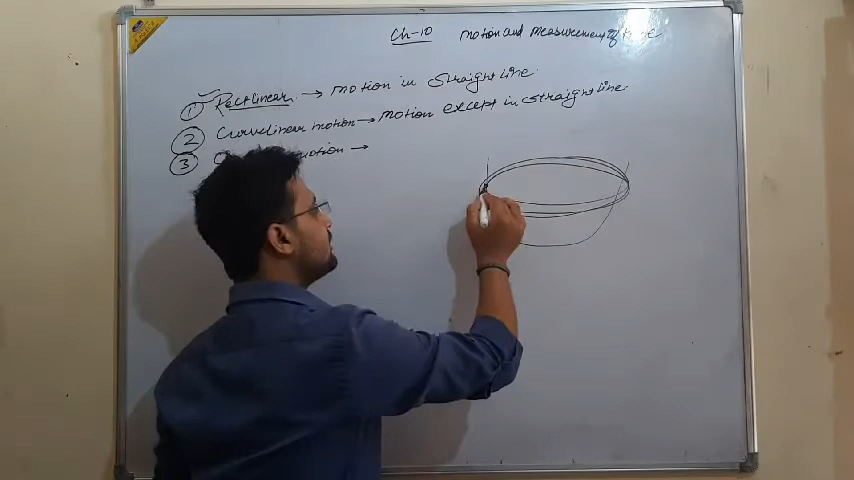 Ch-10 Motion and Measurement of Time
① Rectlinear → Motion in Straight Line
② Curvelinear motion → Motion except in straight line.
③ motion →